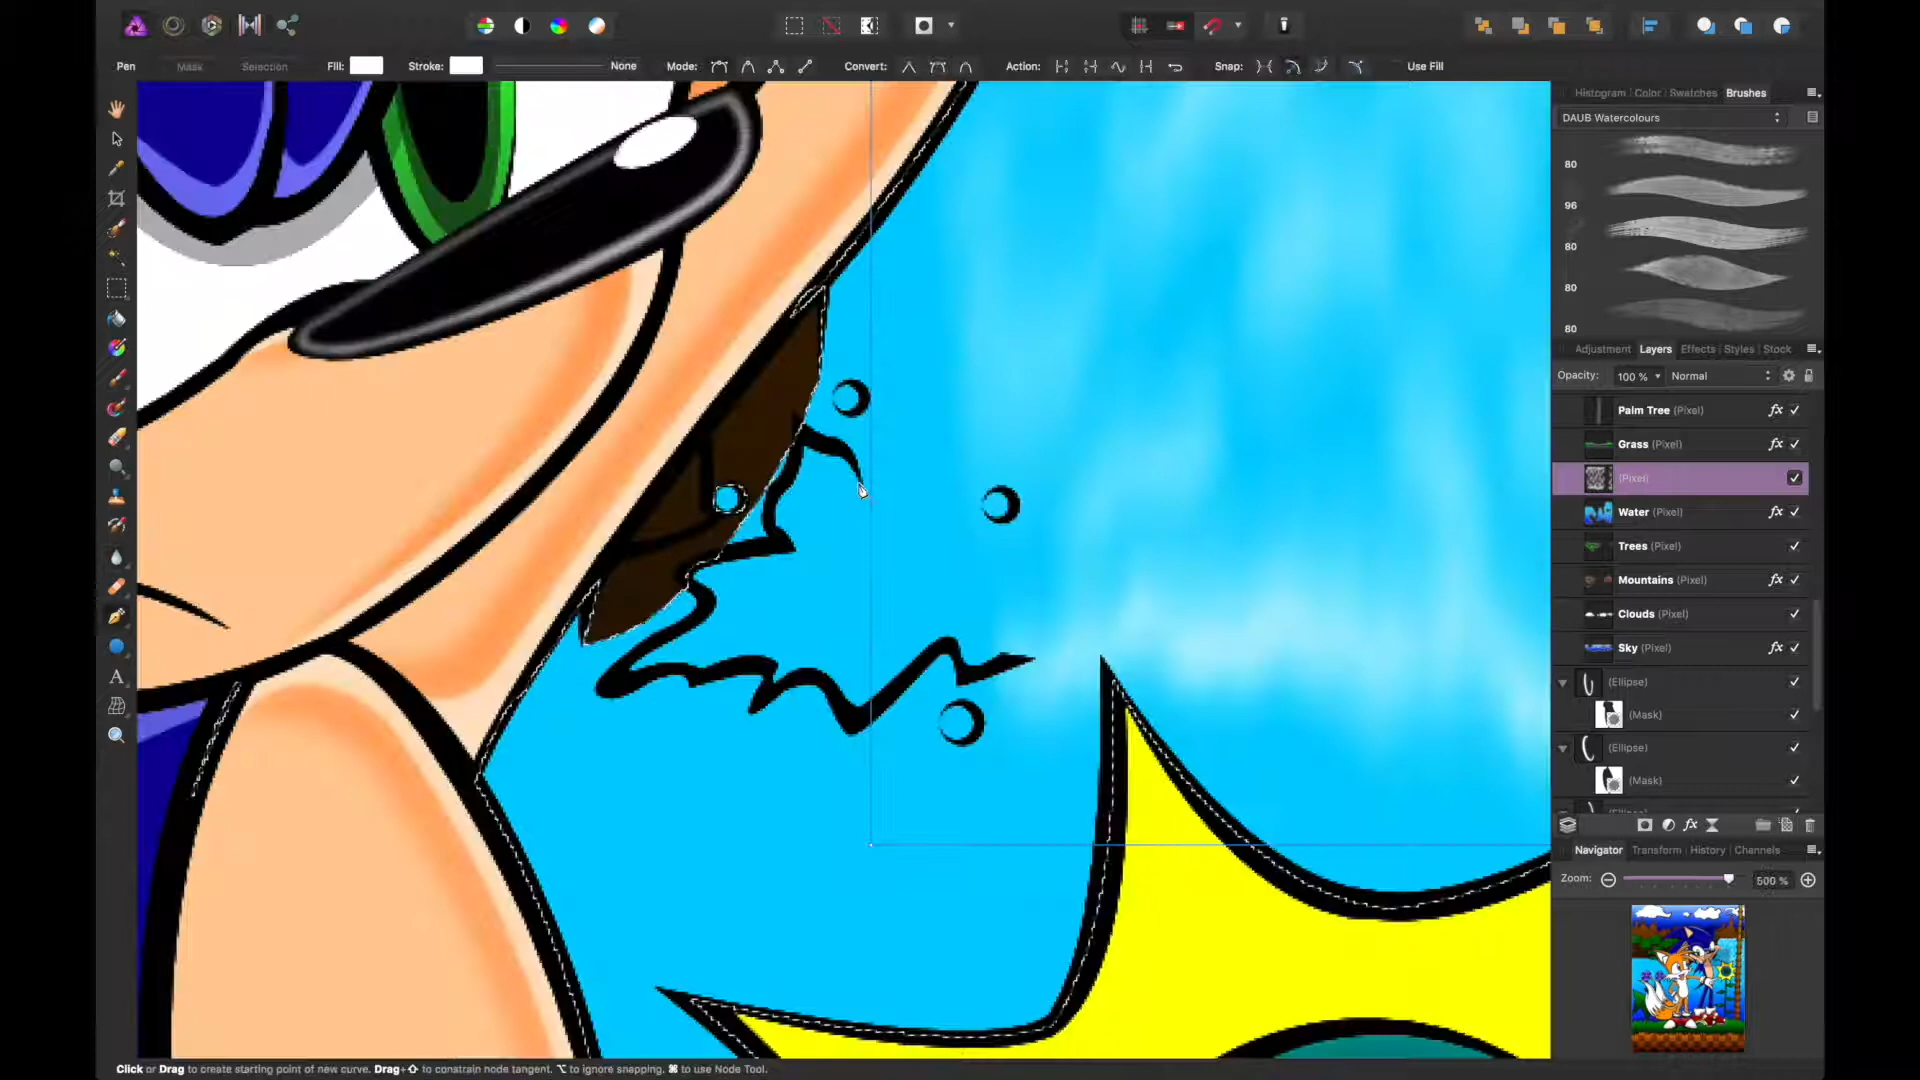 Pen Mask Selection Fill: Stroke: None Mode: Convert: Action: Snap: Use Fill
Histogram Color Swatches Brushes
DAUB Watercolours
80
96
80
80
80
Adjustment Layers Effects Styles Stock
Opacity: 100 % Normal
Palm Tree (Pixel)
Grass (Pixel)
(Pixel)
Water (Pixel)
Trees (Pixel)
Mountains (Pixel)
Clouds (Pixel)
Sky (Pixel)
(Ellipse)
(Mask)
(Ellipse)
(Mask)
Navigator Transform History Channels
Zoom: 500 %
Click or Drag to create starting point of new curve. Drag+⇧ to constrain node tangent. ⌥ to ignore snapping. ⌘ to use Node Tool.